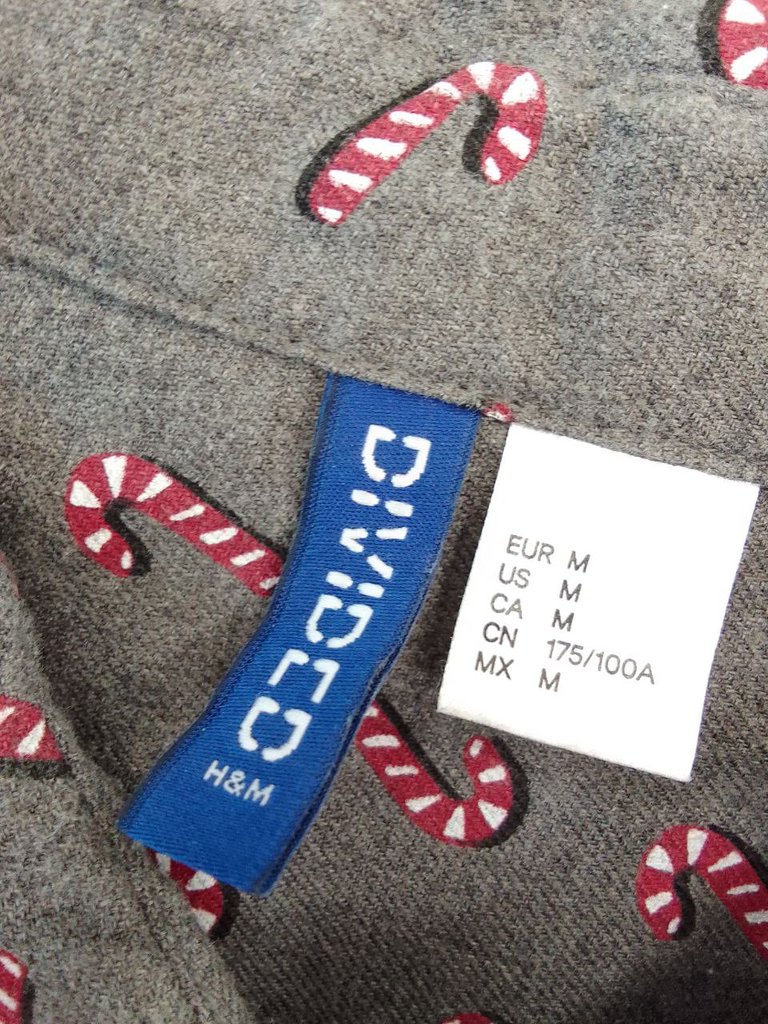 DIVIDED
H&M
EUR M
US M
CA M
CN 175/100A
MX M